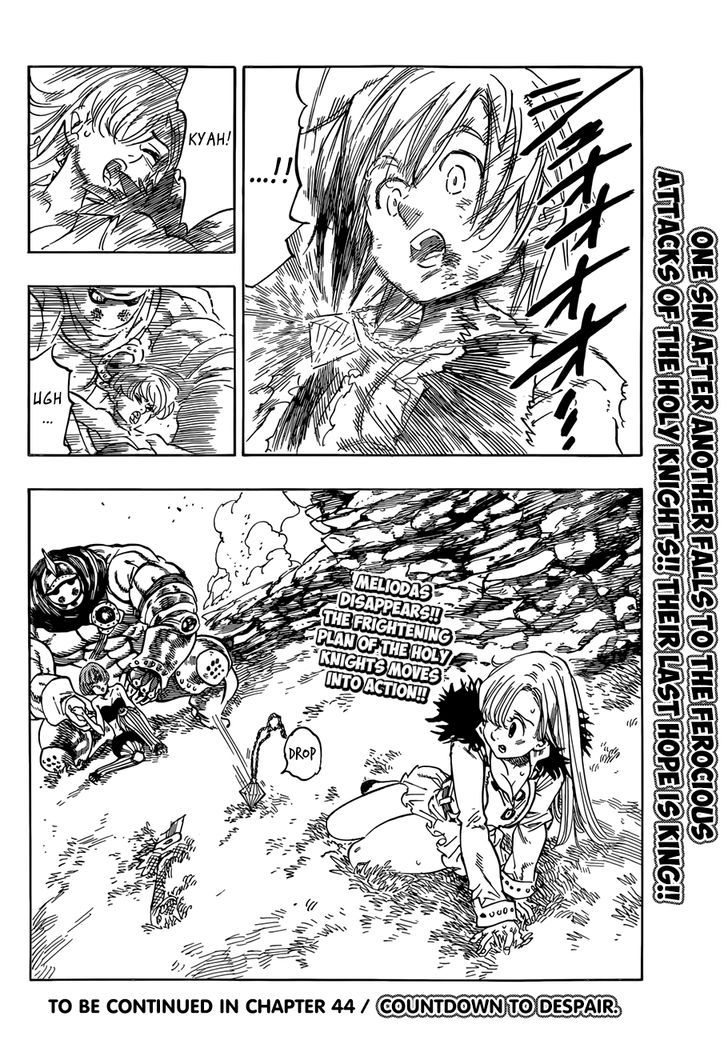 ...!!
シュオオオオ...
KYAH!
UGH
...
MELIODAS
DISAPPEARS!!
THE FRIGHTENING
PLAN OF THE HOLY
KNIGHTS MOVES
INTO ACTION!!
DROP
ONE SIN AFTER ANOTHER FALLS TO THE FEROCIOUS
ATTACKS OF THE HOLY KNIGHTS!! THEIR LAST HOPE IS KING!!
TO BE CONTINUED IN CHAPTER 44 / COUNTDOWN TO DESPAIR.